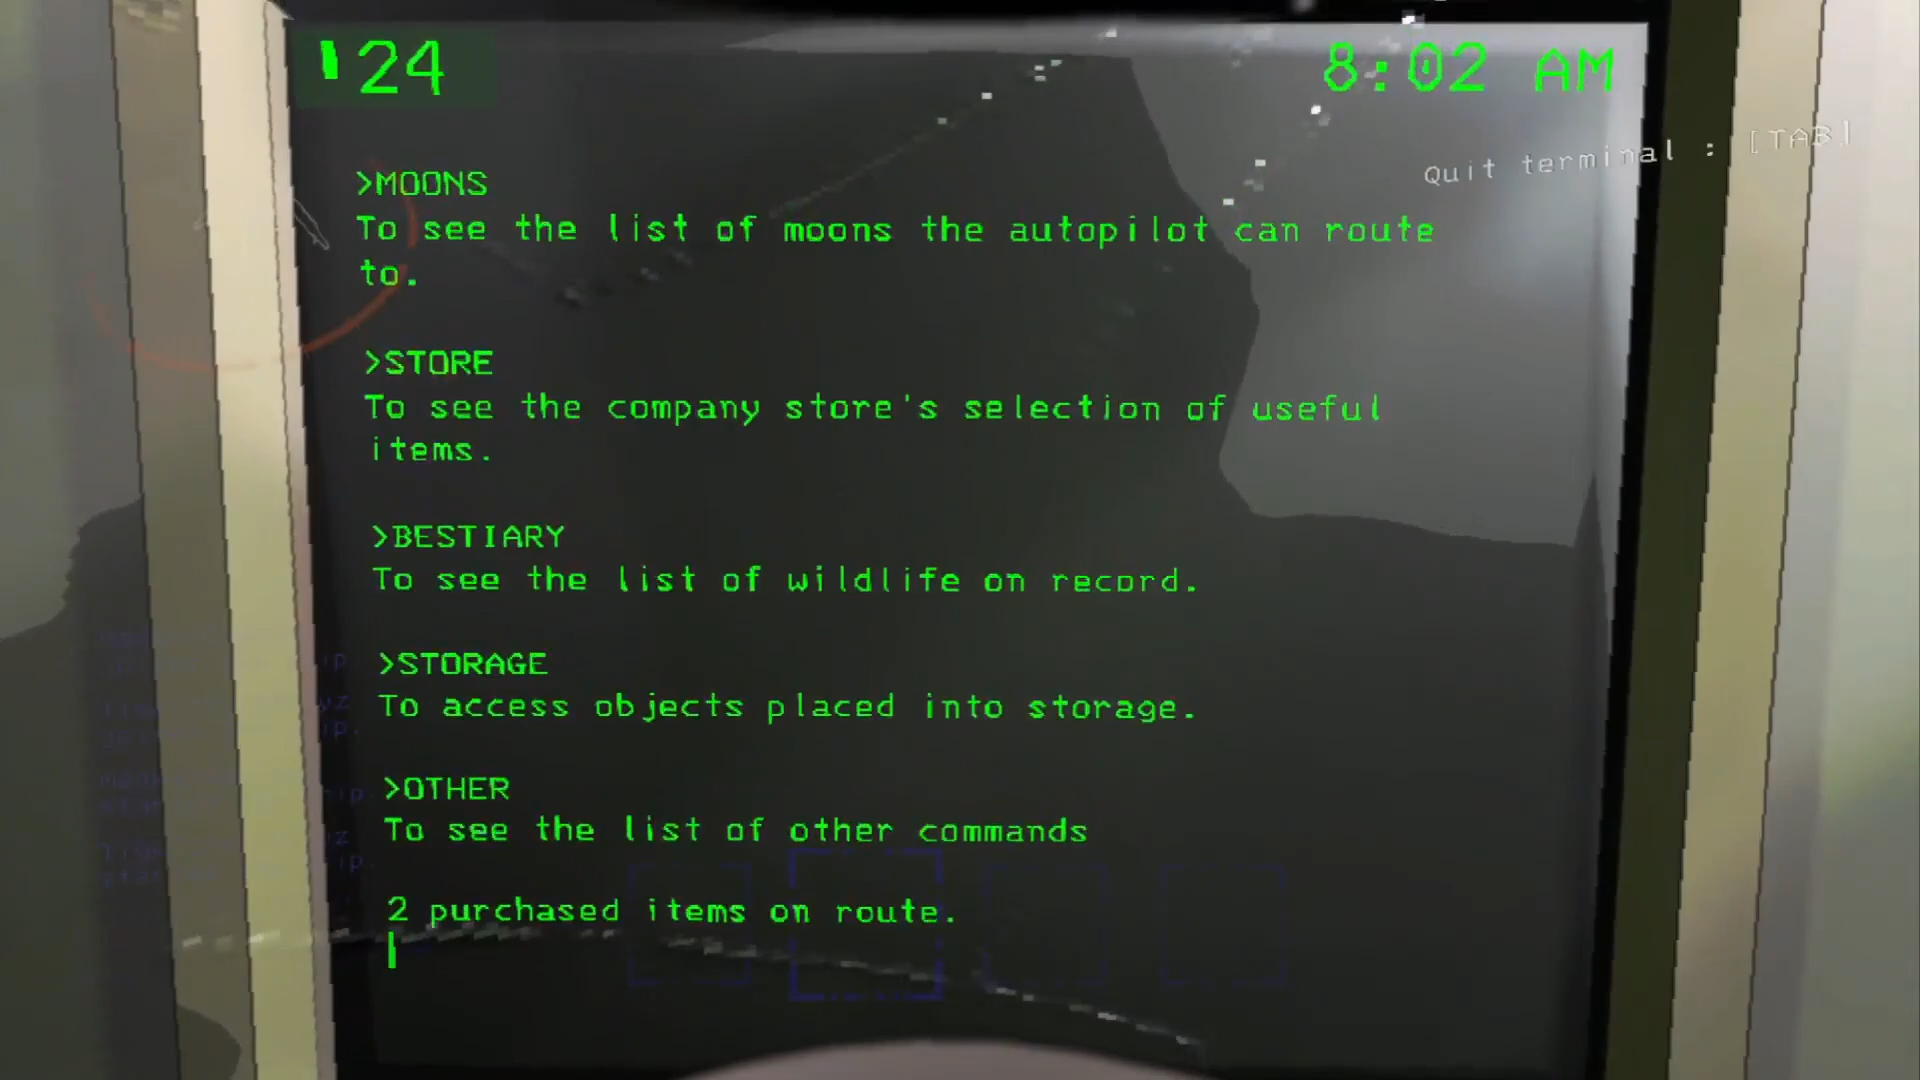 24
8:02 AM
Quit terminal : [TAB]
>MOONS
To see the list of moons the autopilot can route
to.
>STORE
To see the company store's selection of useful
items.
>BESTIARY
To see the list of wildlife on record.
>STORAGE
To access objects placed into storage.
>OTHER
To see the list of other commands
2 purchased items on route.